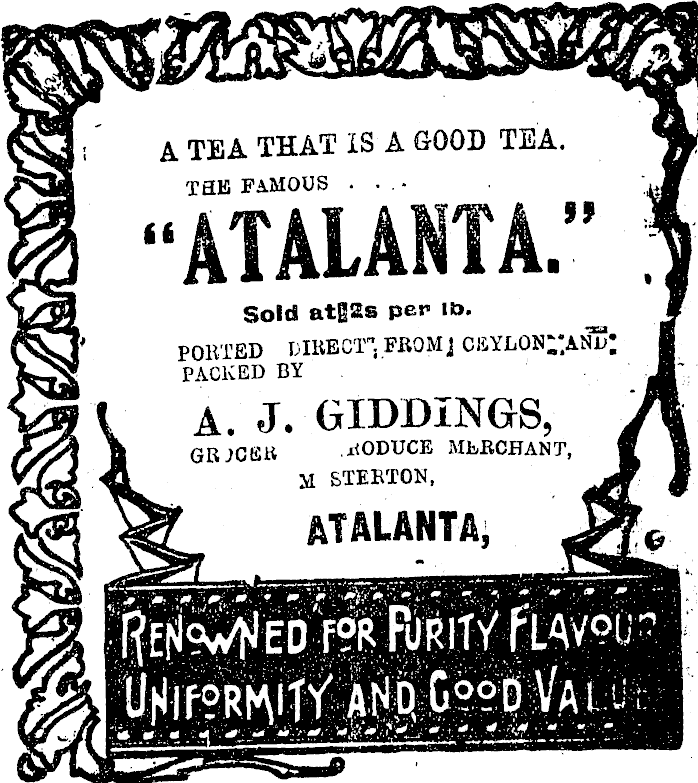 A TEA THAT IS A GOOD TEA.
THE FAMOUS . . .
"ATALANTA."
Sold at 2s per lb.
PORTED DIRECT FROM CEYLON AND
PACKED BY
A. J. GIDDINGS,
GROCER RODUCE MERCHANT,
M STERTON,
ATALANTA,
RENOWNED FOR PURITY FLAVOUR
UNIFORMITY AND GOOD VALUE